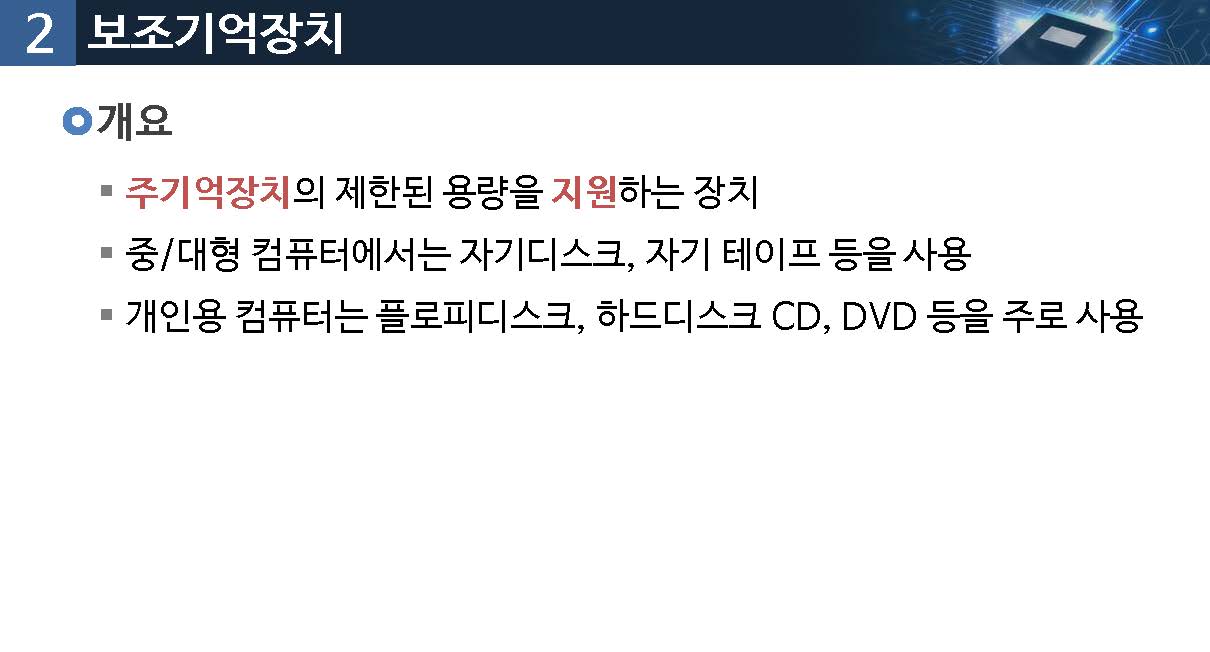 2 보조기억장치
개요
주기억장치의 제한된 용량을 지원하는 장치
중/대형 컴퓨터에서는 자기디스크, 자기 테이프 등을 사용
개인용 컴퓨터는 플로피디스크, 하드디스크 CD, DVD 등을 주로 사용